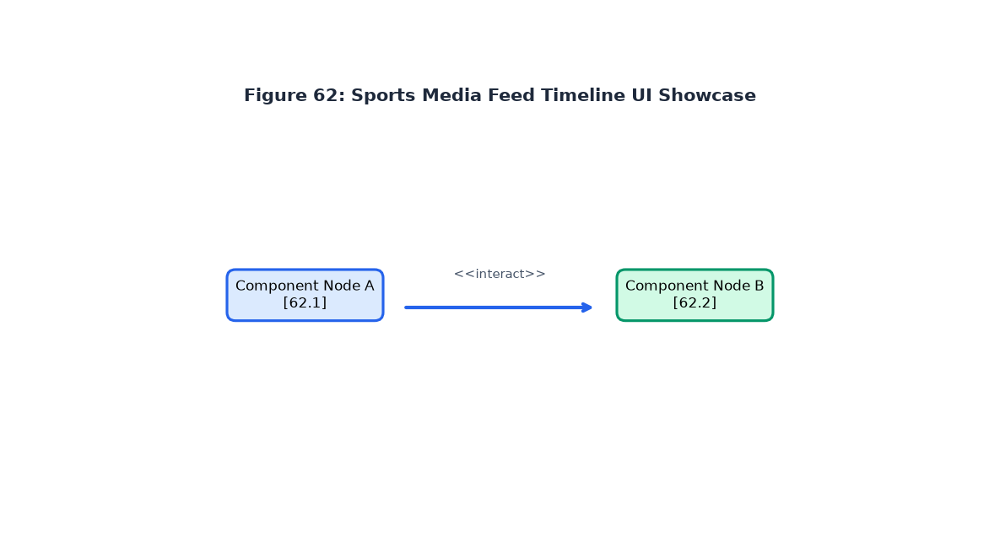 Figure 62: Sports Media Feed Timeline UI Showcase
Component Node A
[62.1]
<<interact>>
Component Node B
[62.2]